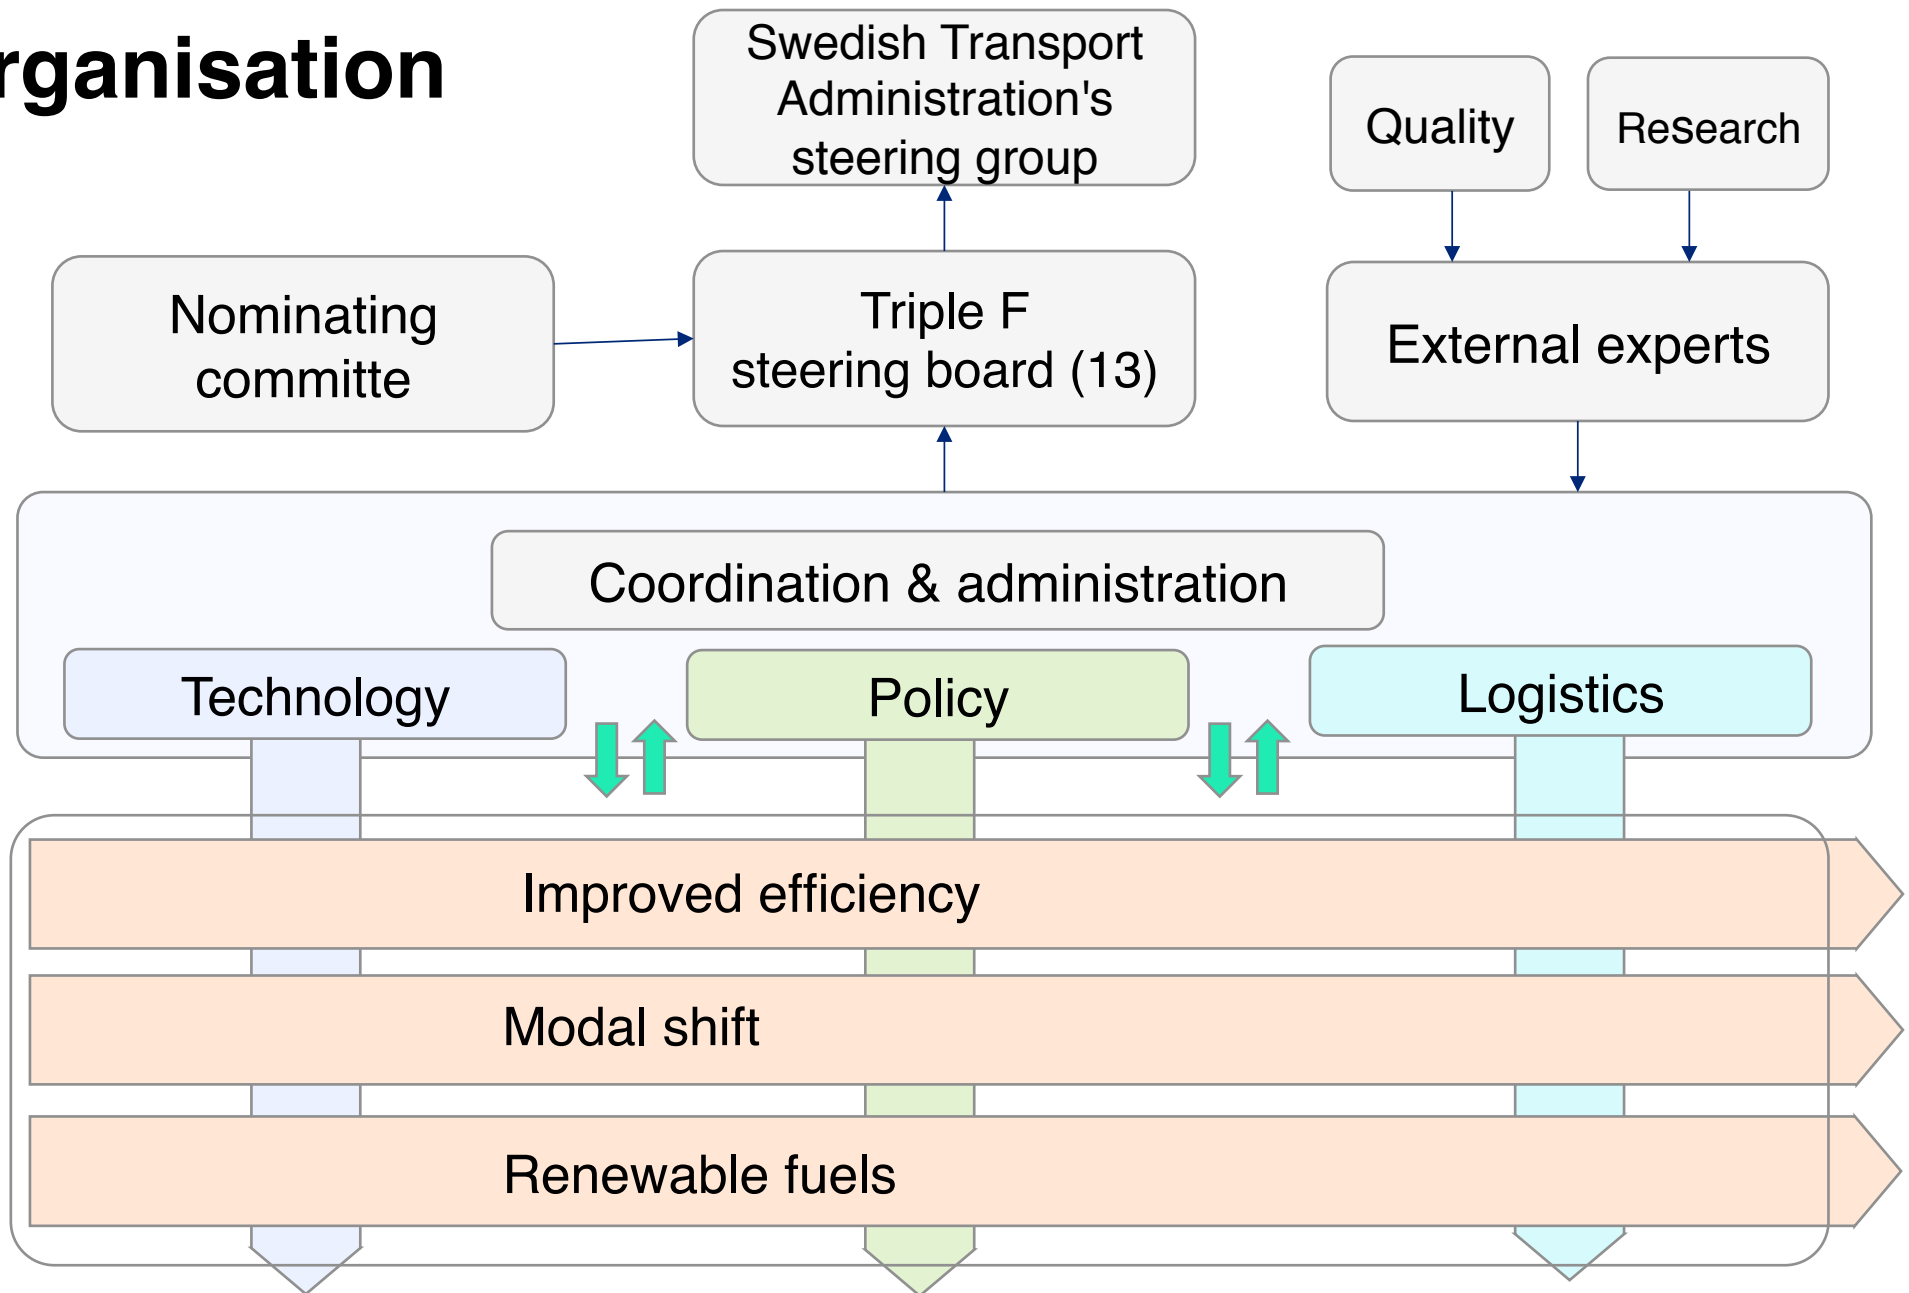 rganisation
Swedish Transport
Administration's
steering group
Quality
Research
Nominating
committe
Triple F
steering board (13)
External experts
Coordination & administration
Technology
Policy
Logistics
Improved efficiency
Modal shift
Renewable fuels